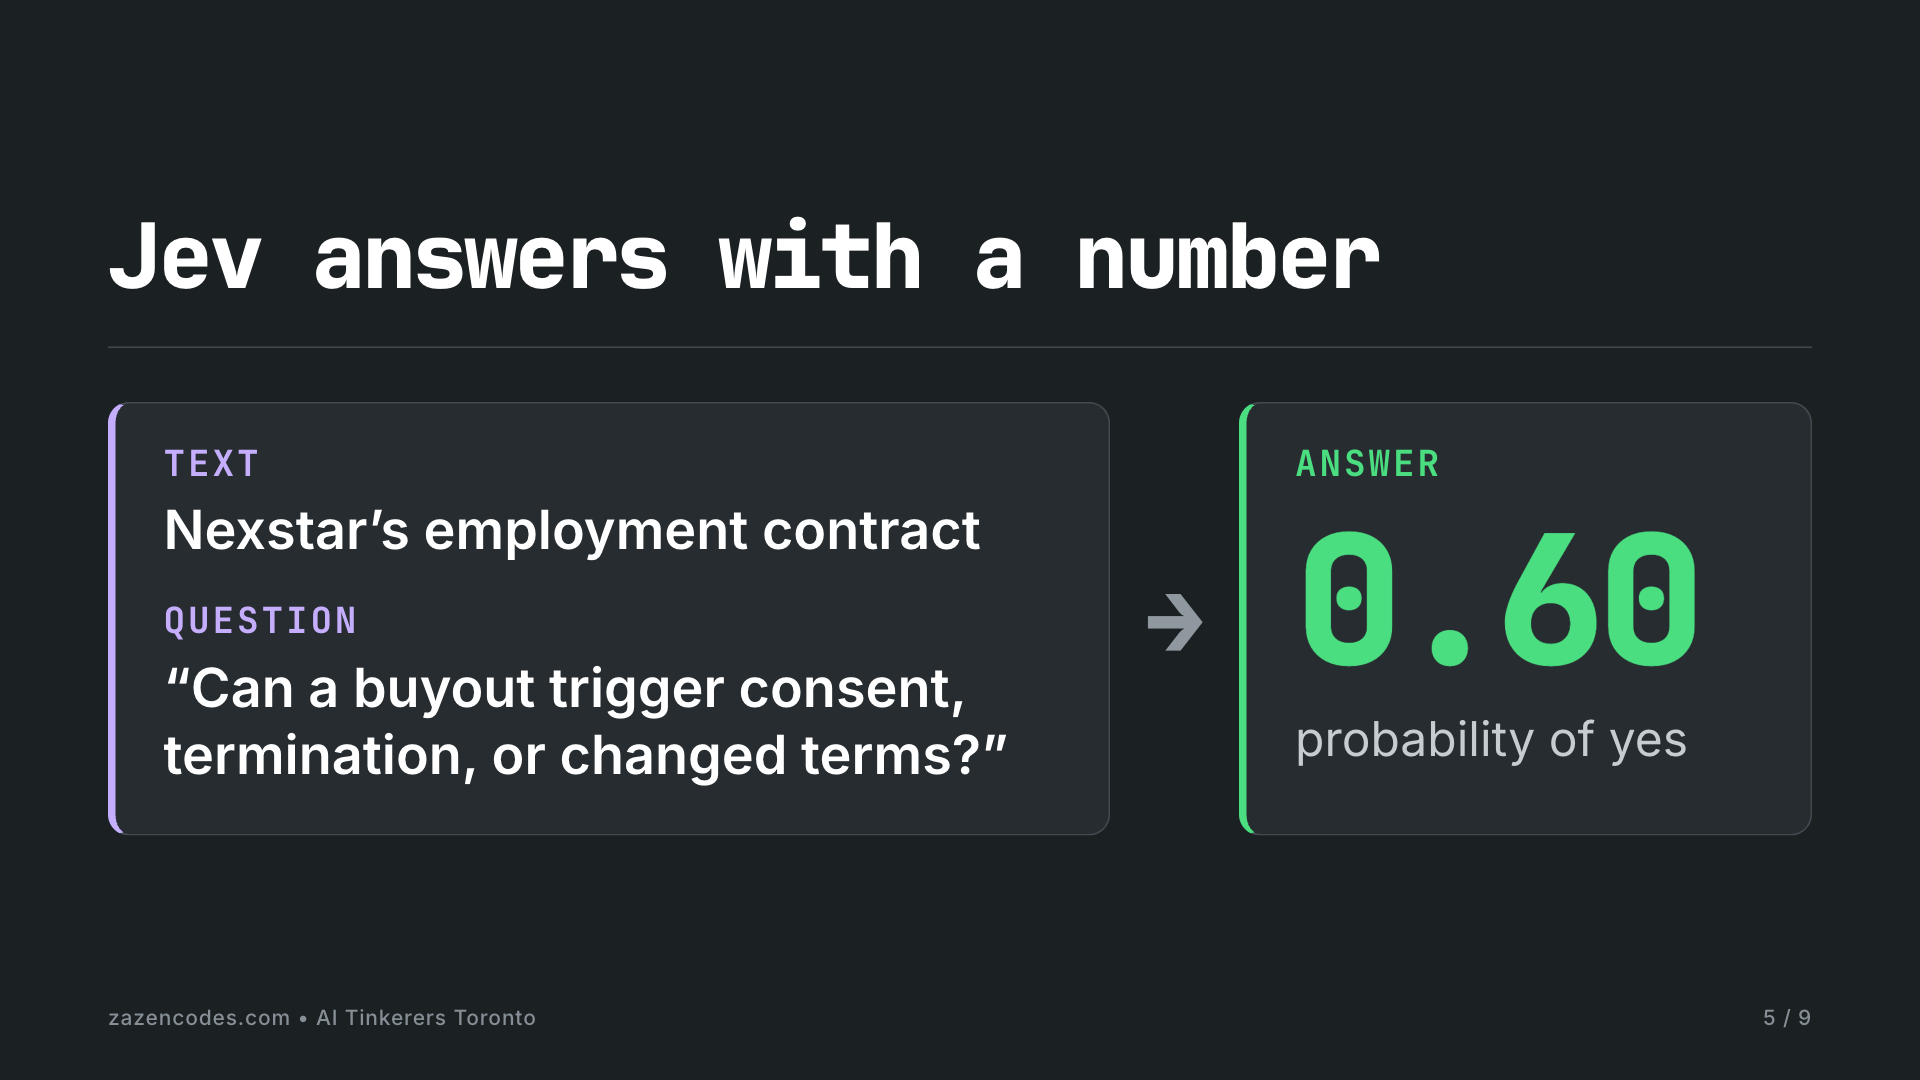 Jev answers with a number
TEXT
Nexstar’s employment contract
QUESTION
“Can a buyout trigger consent,
termination, or changed terms?”
→
ANSWER
0.60
probability of yes
zazencodes.com • AI Tinkerers Toronto
5 / 9